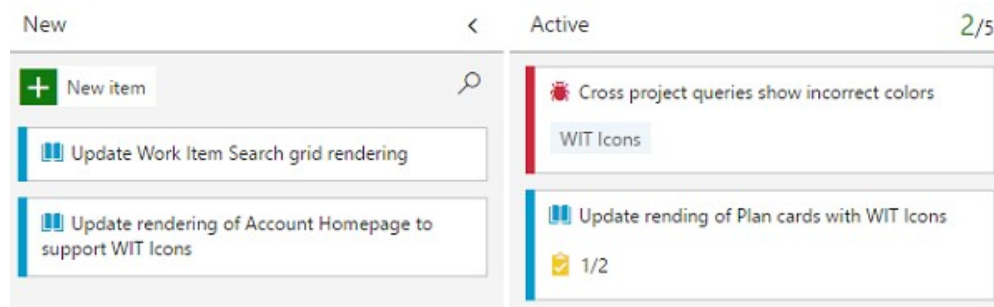 New
<
New item
Update Work Item Search grid rendering
Update rendering of Account Homepage to
support WIT Icons
Active
2/5
Cross project queries show incorrect colors
WIT Icons
Update rending of Plan cards with WIT Icons
1/2